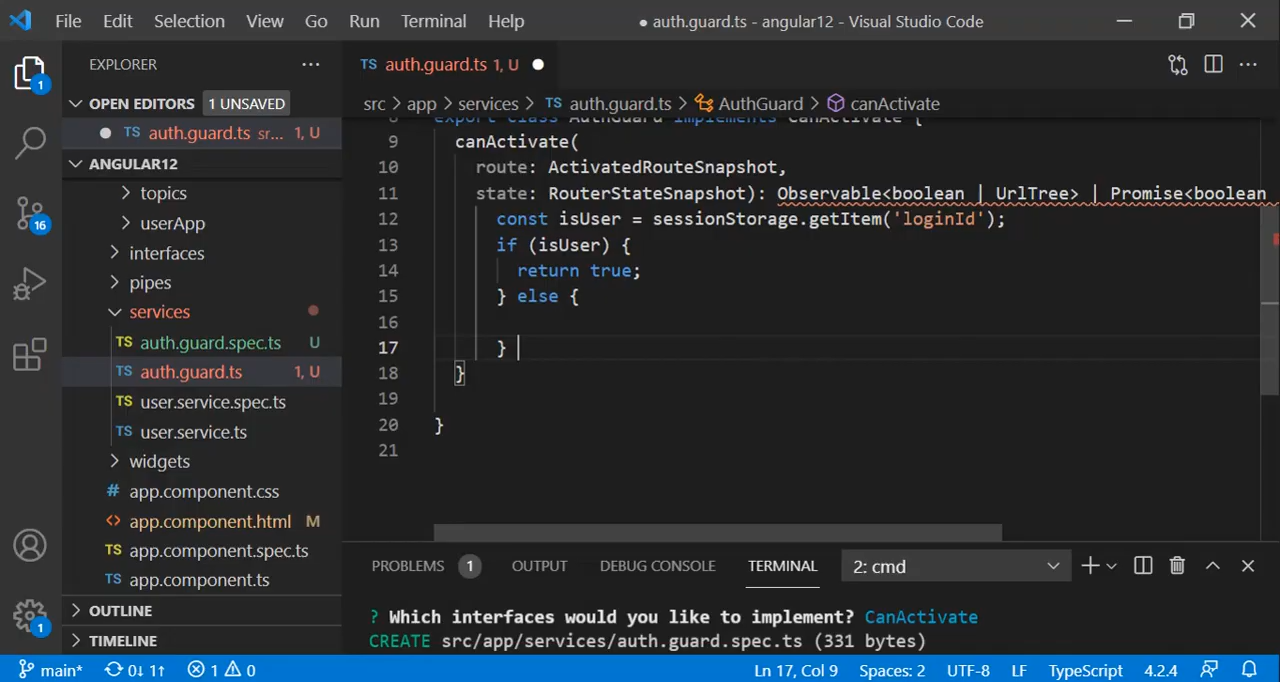 File Edit Selection View Go Run Terminal Help ● auth.guard.ts - angular12 - Visual Studio Code
EXPLORER
OPEN EDITORS 1 UNSAVED
TS auth.guard.ts sr... 1, U
ANGULAR12
topics
userApp
interfaces
pipes
services
TS auth.guard.spec.ts U
TS auth.guard.ts 1, U
TS user.service.spec.ts
TS user.service.ts
widgets
# app.component.css
<> app.component.html M
TS app.component.spec.ts
TS app.component.ts
OUTLINE
TIMELINE
1
16
1
TS auth.guard.ts 1, U
src > app > services > TS auth.guard.ts > AuthGuard > canActivate
8 export class AuthGuard implements CanActivate {
9 canActivate(
10 route: ActivatedRouteSnapshot,
11 state: RouterStateSnapshot): Observable<boolean | UrlTree> | Promise<boolean
12 const isUser = sessionStorage.getItem('loginId');
13 if (isUser) {
14 return true;
15 } else {
16
17 }
18 }
19
20 }
21
PROBLEMS 1 OUTPUT DEBUG CONSOLE TERMINAL 2: cmd
? Which interfaces would you like to implement? CanActivate
CREATE src/app/services/auth.guard.spec.ts (331 bytes)
main* 0↓ 1↑ 1 0 Ln 17, Col 9 Spaces: 2 UTF-8 LF TypeScript 4.2.4